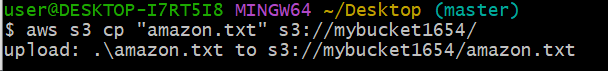 user@DESKTOP-I7RT5I8 MINGW64 ~/Desktop (master)
$ aws s3 cp "amazon.txt" s3://mybucket1654/
upload: .\amazon.txt to s3://mybucket1654/amazon.txt